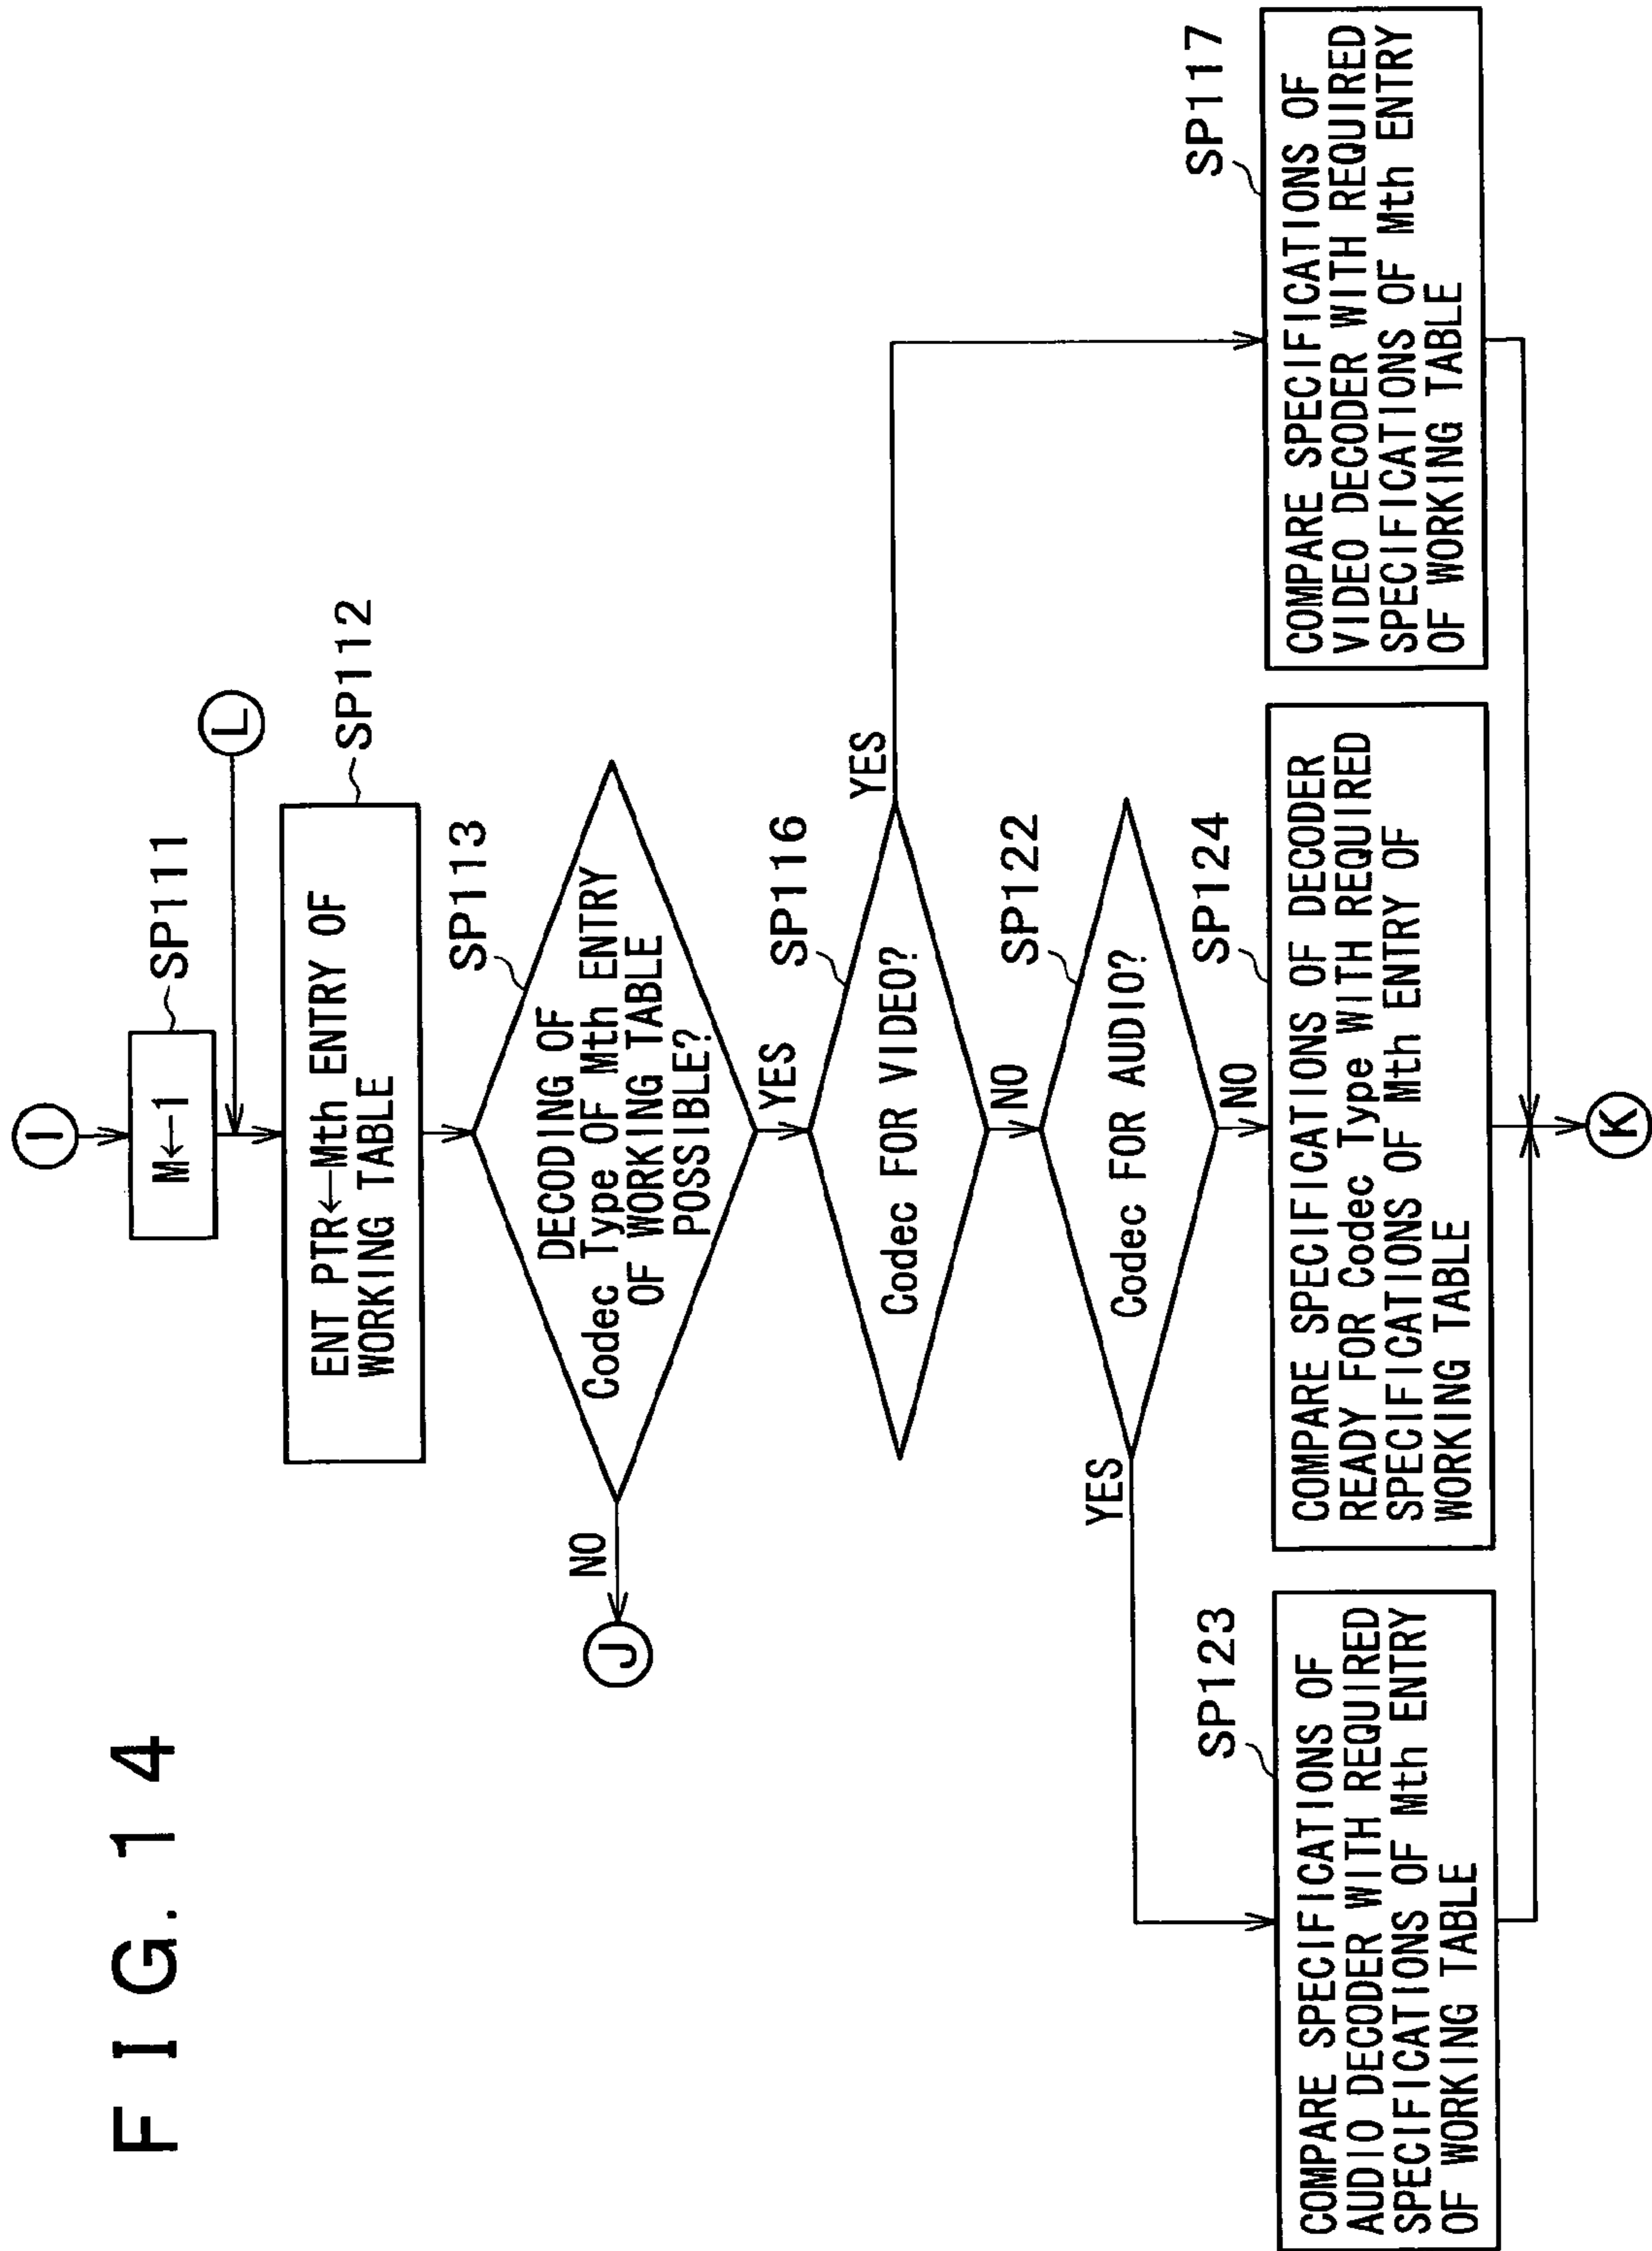 FIG. 14
I
M←1
SP111
L
ENT PTR←Mth ENTRY OF
WORKING TABLE
SP112
DECODING OF
Codec Type OF Mth ENTRY
OF WORKING TABLE
POSSIBLE?
SP113
NO
J
YES
Codec FOR VIDEO?
SP116
YES
NO
Codec FOR AUDIO?
SP122
YES
NO
COMPARE SPECIFICATIONS OF
AUDIO DECODER WITH REQUIRED
SPECIFICATIONS OF Mth ENTRY
OF WORKING TABLE
SP123
COMPARE SPECIFICATIONS OF DECODER
READY FOR Codec Type WITH REQUIRED
SPECIFICATIONS OF Mth ENTRY OF
WORKING TABLE
SP124
COMPARE SPECIFICATIONS OF
VIDEO DECODER WITH REQUIRED
SPECIFICATIONS OF Mth ENTRY
OF WORKING TABLE
SP117
K